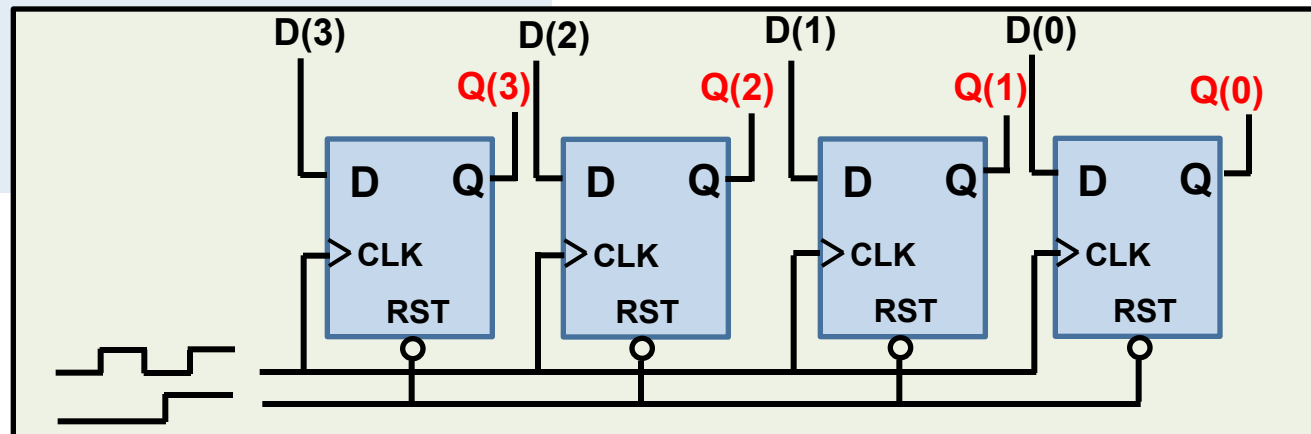 D(3) D(2) D(1) D(0)
Q(3) Q(2) Q(1) Q(0)
D Q D Q D Q D Q
CLK CLK CLK CLK
RST RST RST RST